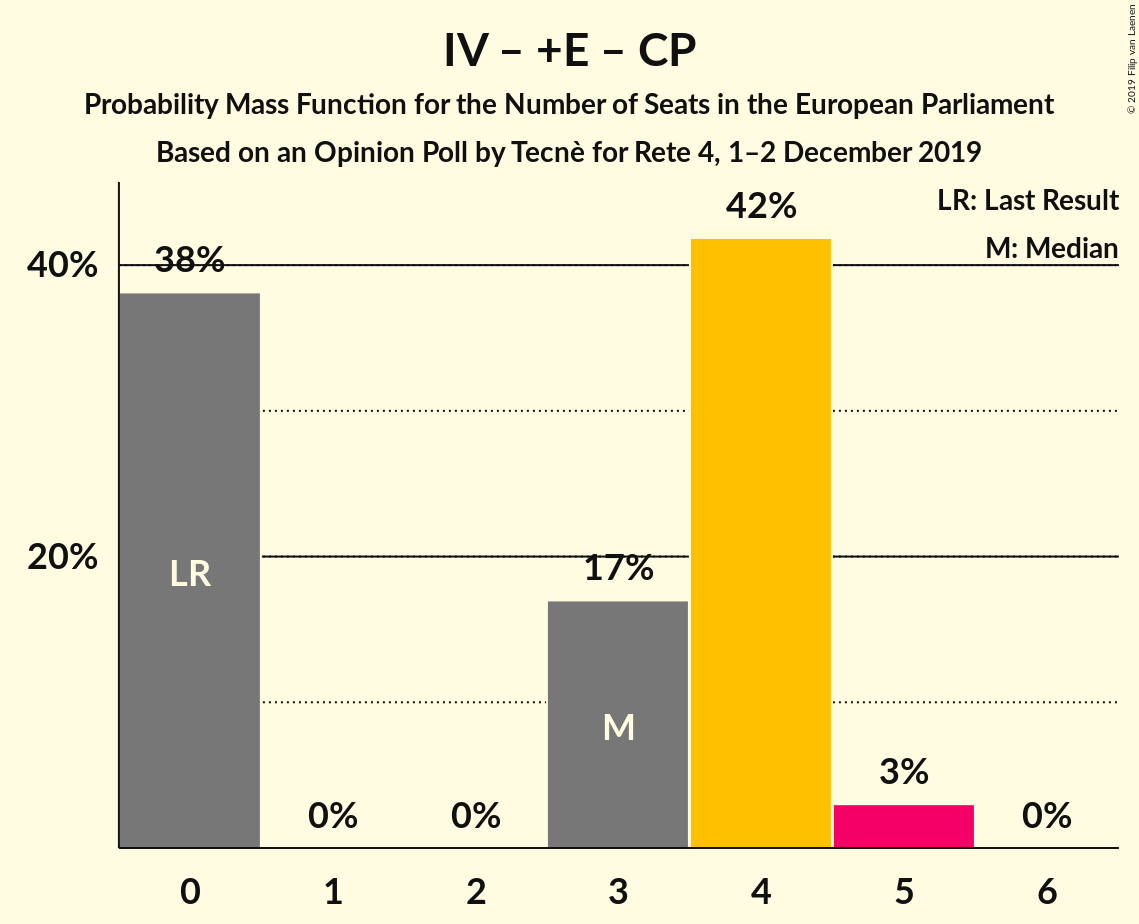 IV – +E – CP
Probability Mass Function for the Number of Seats in the European Parliament
Based on an Opinion Poll by Tecnè for Rete 4, 1–2 December 2019
© 2019 Filip van Laenen
LR: Last Result
M: Median
40%
20%
38%
0%
0%
17%
42%
3%
0%
LR
M
0 1 2 3 4 5 6